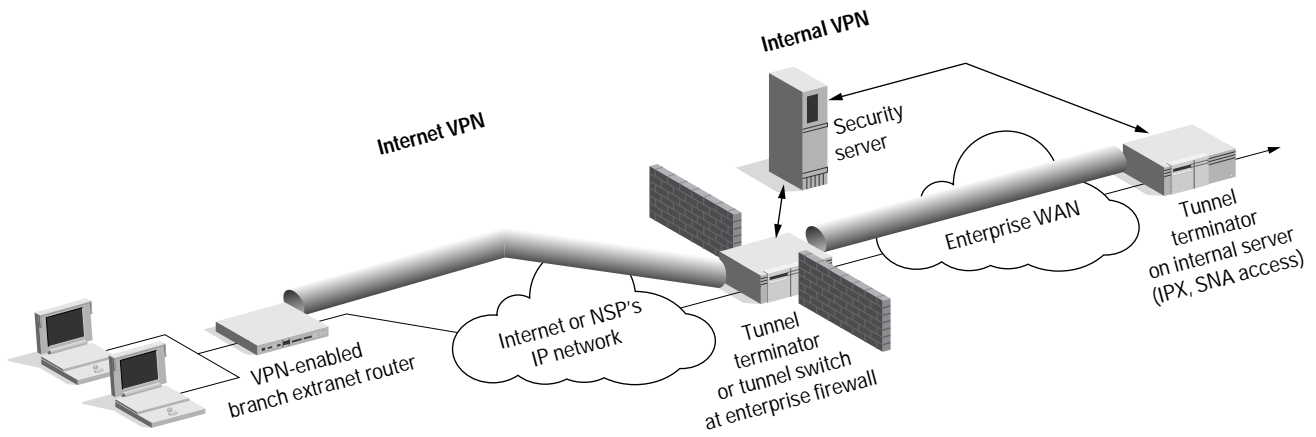 Internal VPN
Internet VPN
Security
server
Enterprise WAN
Tunnel
terminator
on internal server
(IPX, SNA access)
Internet or NSP's
IP network
VPN-enabled
branch extranet router
Tunnel
terminator
or tunnel switch
at enterprise firewall